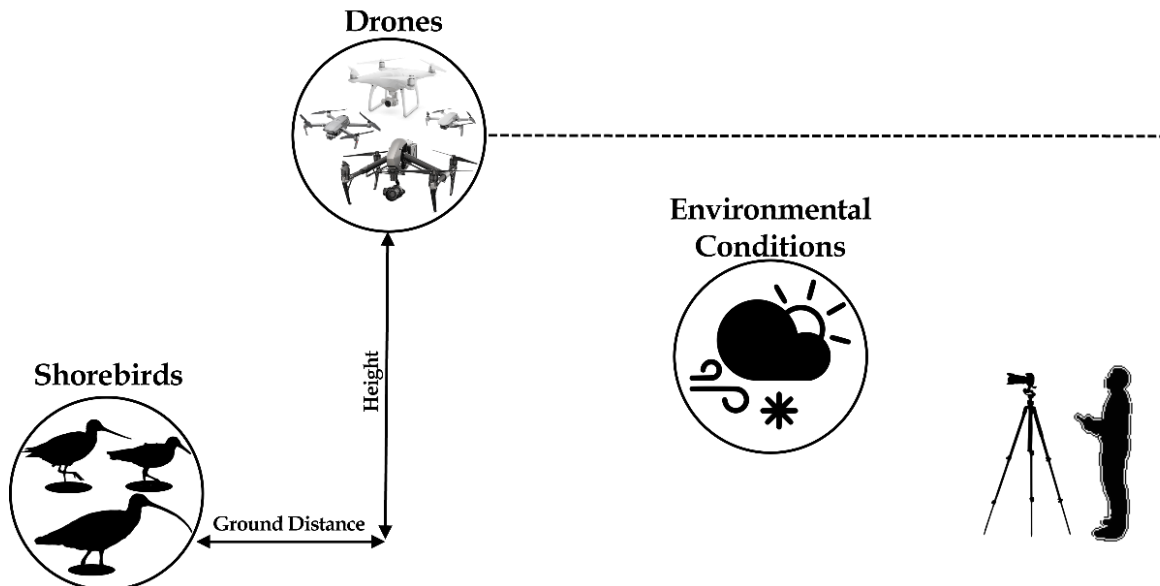 Drones
Environmental
Conditions
Height
Shorebirds
Ground Distance